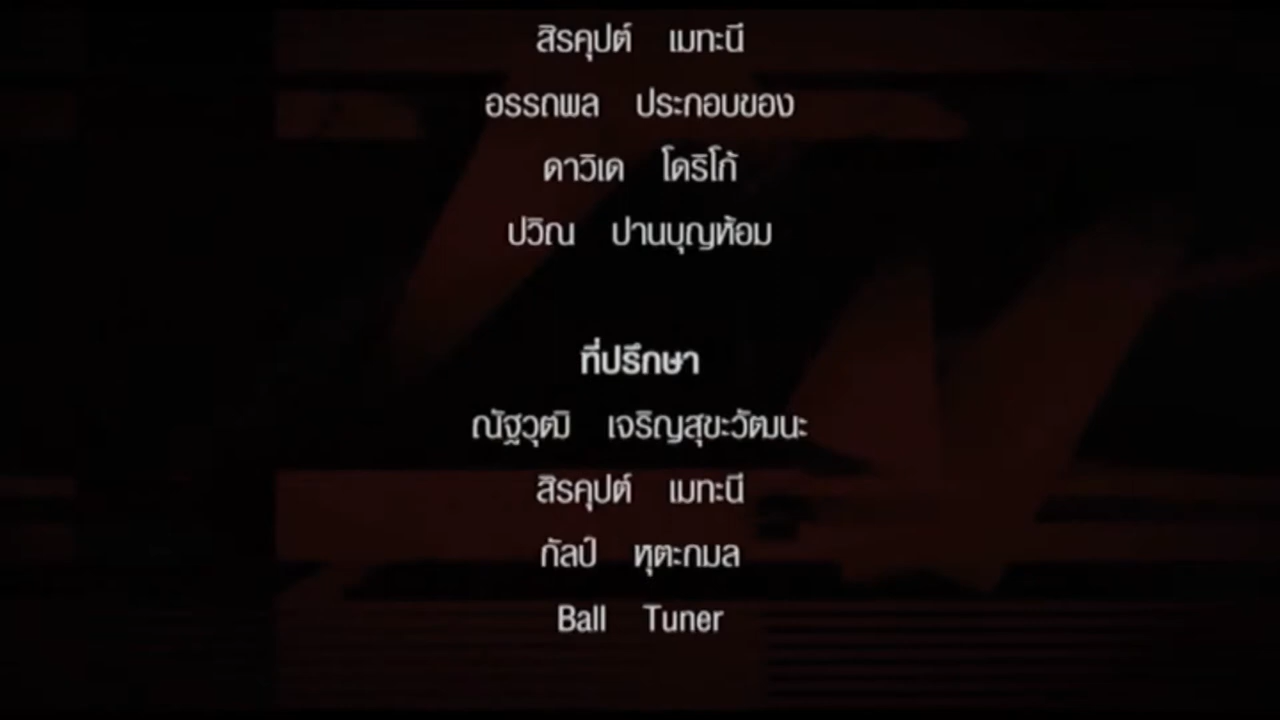 สิรคุปต์ เมทะนี
อรรถพล ประกอบของ
ดาวิเด โดริโก้
ปวิณ ปานบุญห้อม
ที่ปรึกษา
ณัฐวุฒิ เจริญสุขะวัฒนะ
สิรคุปต์ เมทะนี
กัลป์ หุตะกมล
Ball Tuner